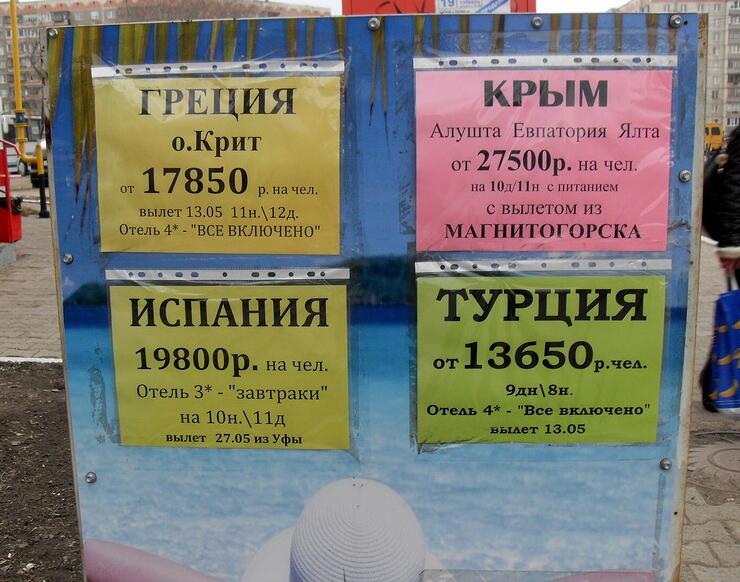 19
ГРЕЦИЯ
о.Крит
от 17850 р. на чел.
вылет 13.05 11н.\12д.
Отель 4* - "ВСЕ ВКЛЮЧЕНО"
КРЫМ
Алушта Евпатория Ялта
от 27500р. на чел.
на 10д/11н с питанием
с вылетом из
МАГНИТОГОРСКА
ИСПАНИЯ
19800р. на чел.
Отель 3* - "завтраки"
на 10н.\11д
вылет 27.05 из Уфы
ТУРЦИЯ
от 13650 р.чел.
9дн\8н.
Отель 4* - "Все включено"
вылет 13.05